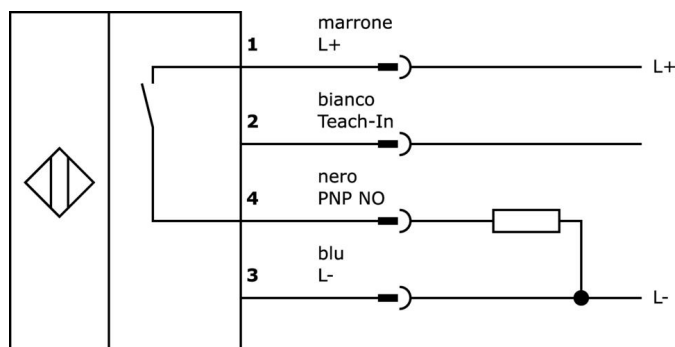 marrone
1 L+
L+
bianco
2 Teach-In
nero
4 PNP NO
blu
3 L-
L-